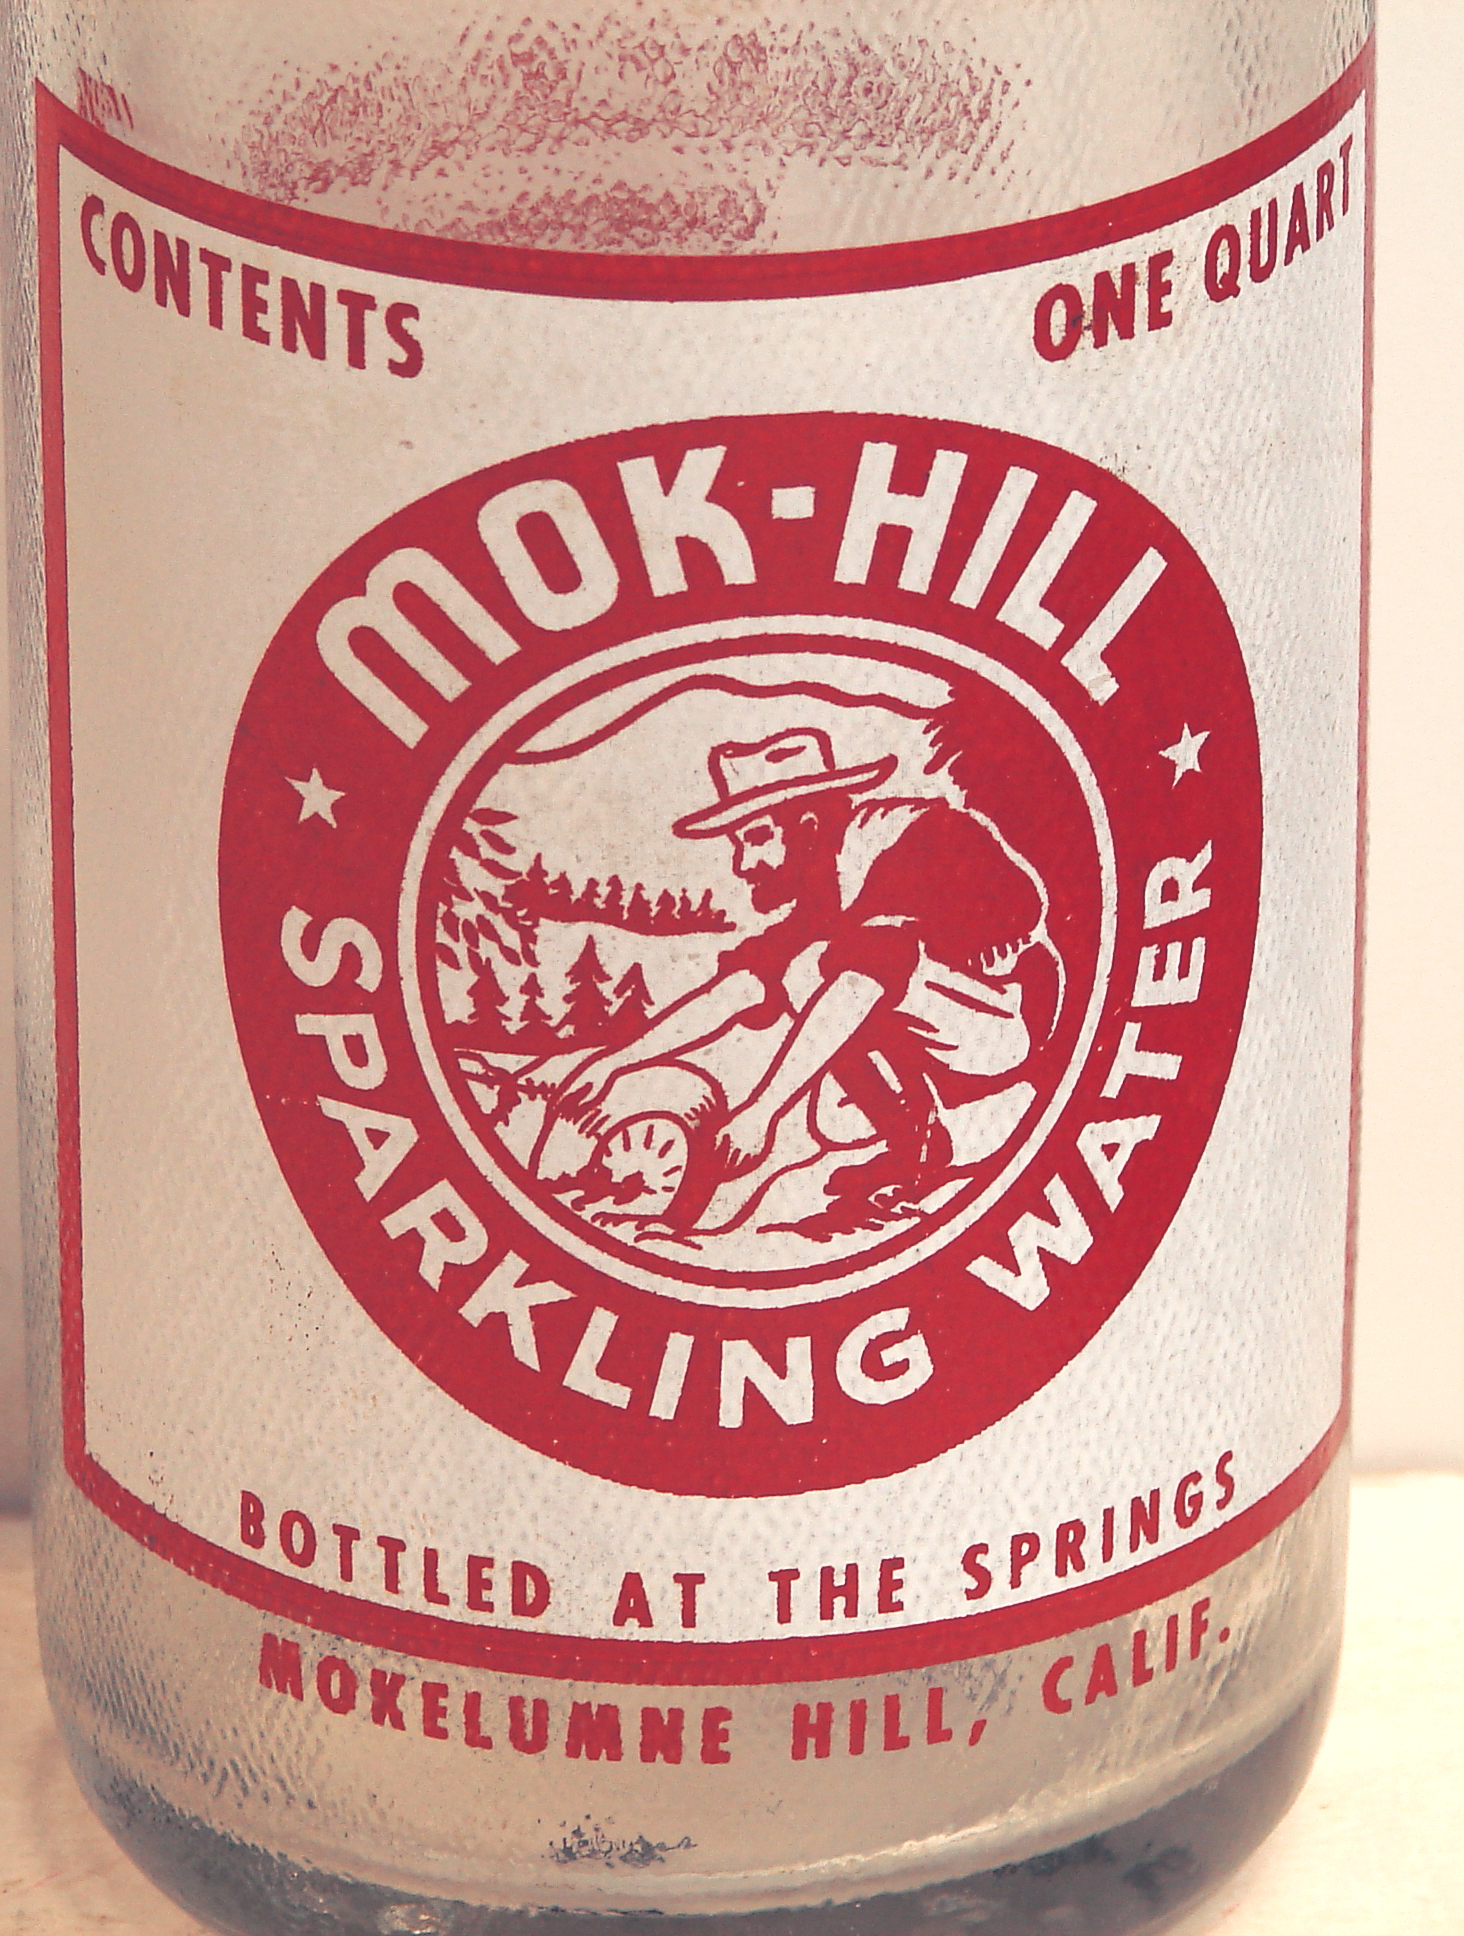 CONTENTS ONE QUART
MOK-HILL
SPARKLING WATER
BOTTLED AT THE SPRINGS
MOKELUMNE HILL, CALIF.